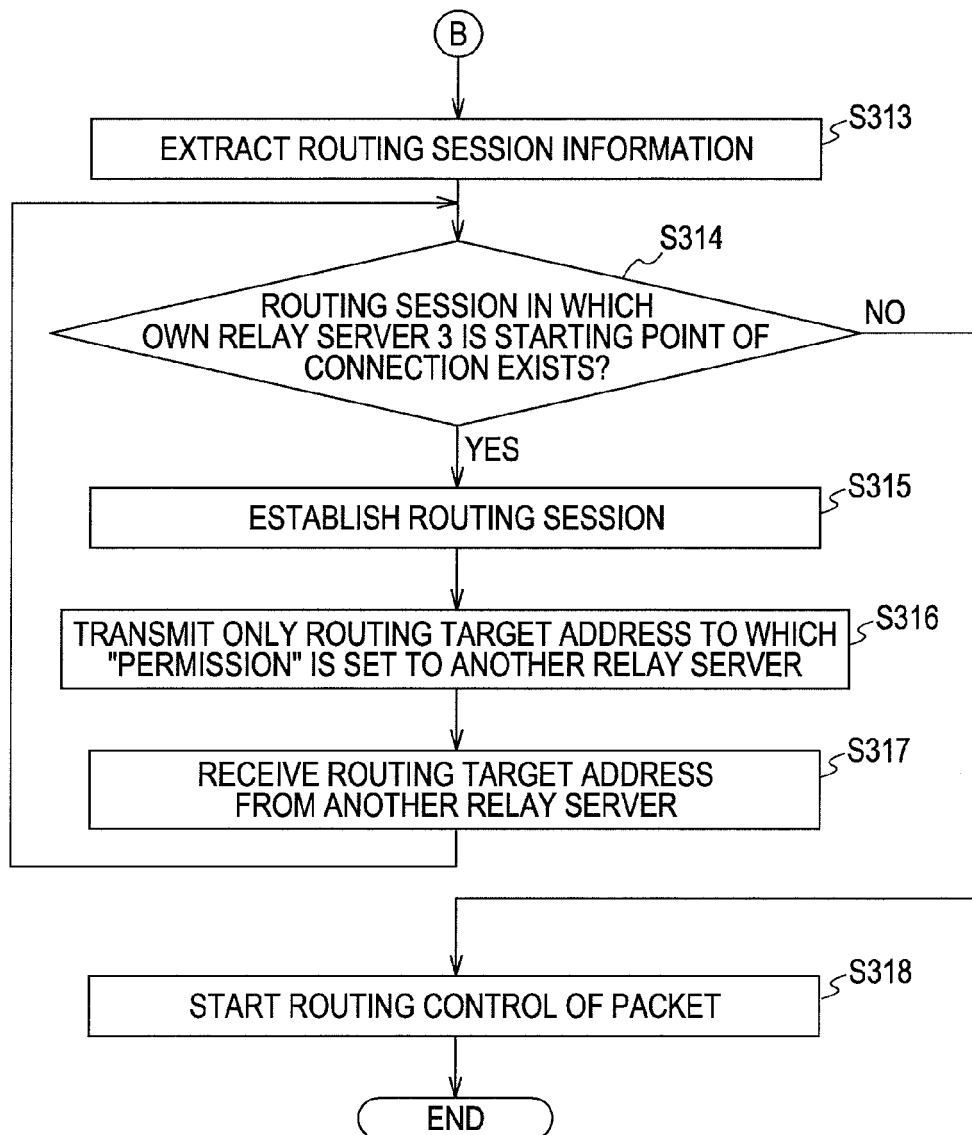 B
S313
EXTRACT ROUTING SESSION INFORMATION
S314
ROUTING SESSION IN WHICH
OWN RELAY SERVER 3 IS STARTING POINT OF
CONNECTION EXISTS?
NO
YES
S315
ESTABLISH ROUTING SESSION
S316
TRANSMIT ONLY ROUTING TARGET ADDRESS TO WHICH
"PERMISSION" IS SET TO ANOTHER RELAY SERVER
S317
RECEIVE ROUTING TARGET ADDRESS
FROM ANOTHER RELAY SERVER
S318
START ROUTING CONTROL OF PACKET
END